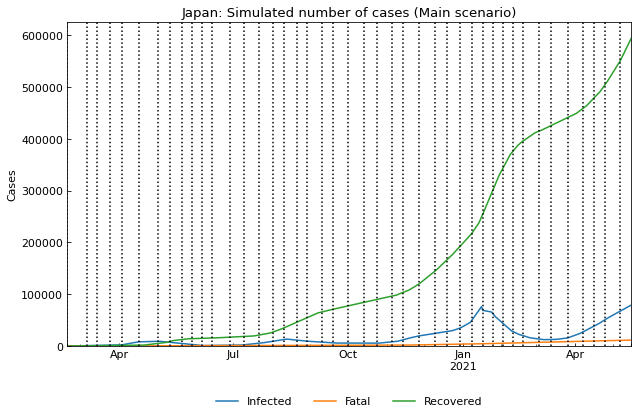 Japan: Simulated number of cases (Main scenario)
600000
500000
400000
300000
200000
100000
0
Cases
Apr Jul Oct Jan Apr
2021
Infected Fatal Recovered